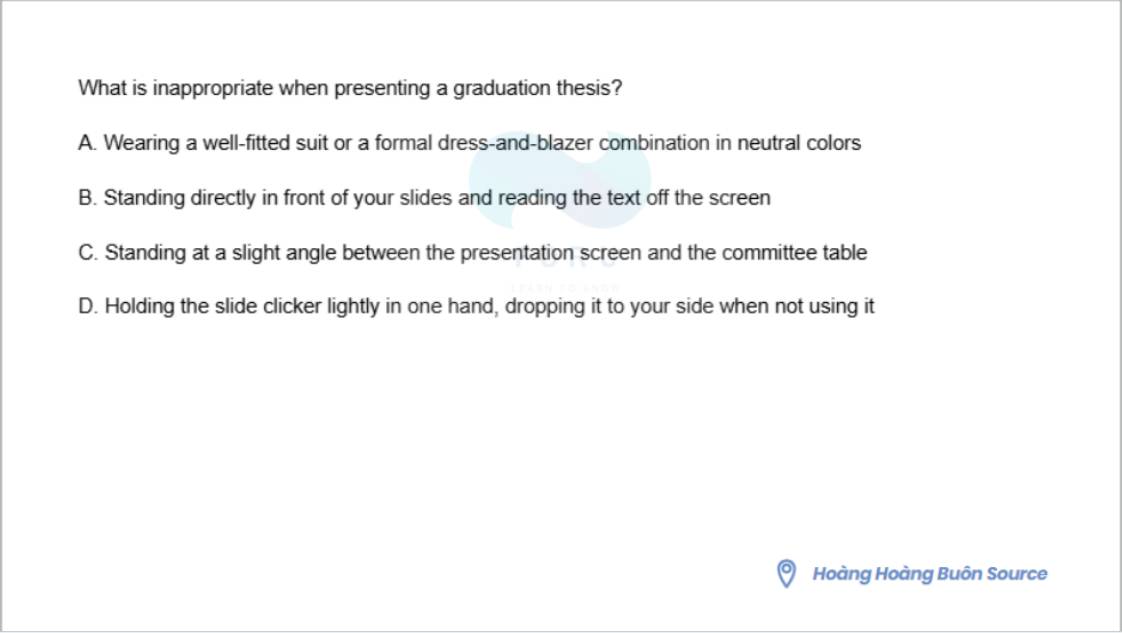 What is inappropriate when presenting a graduation thesis?
A. Wearing a well-fitted suit or a formal dress-and-blazer combination in neutral colors
B. Standing directly in front of your slides and reading the text off the screen
C. Standing at a slight angle between the presentation screen and the committee table
LEARN TO KNOW
D. Holding the slide clicker lightly in one hand, dropping it to your side when not using it
Hoàng Hoàng Buôn Source